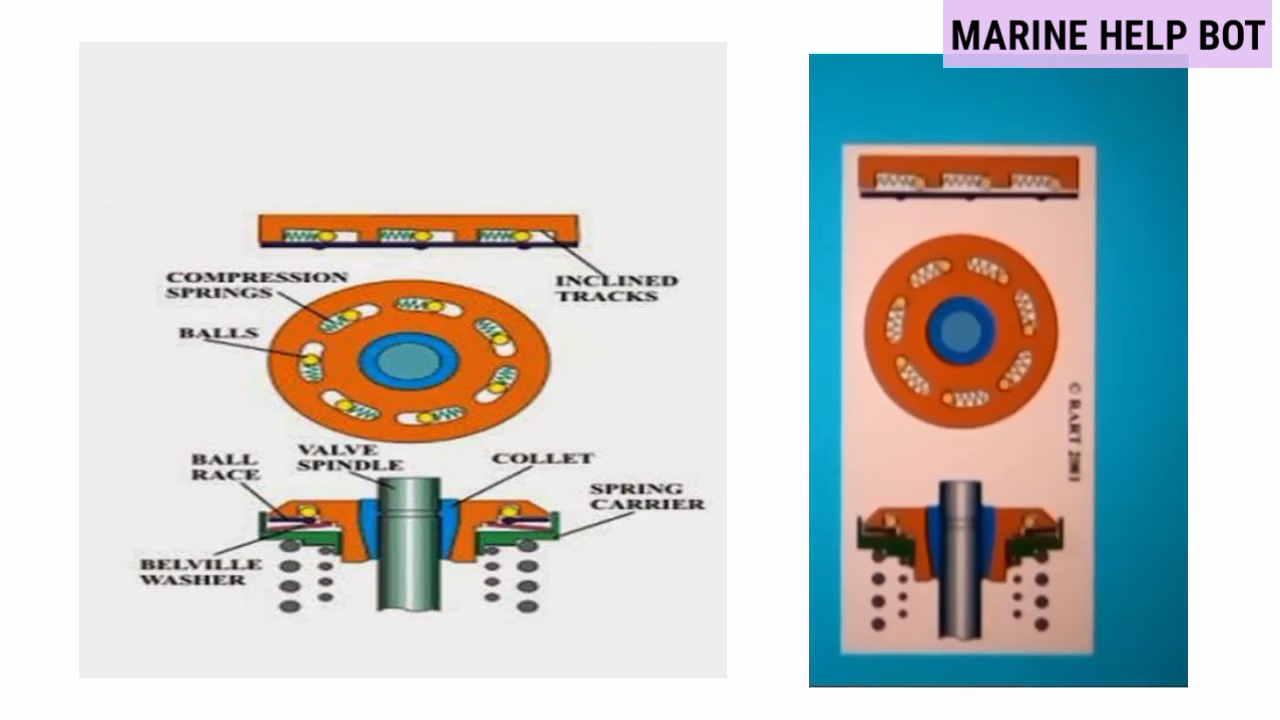 MARINE HELP BOT
COMPRESSION
SPRINGS
INCLINED
TRACKS
BALLS
VALVE
SPINDLE
BALL
RACE
COLLET
SPRING
CARRIER
BELVILLE
WASHER
© RART 2001